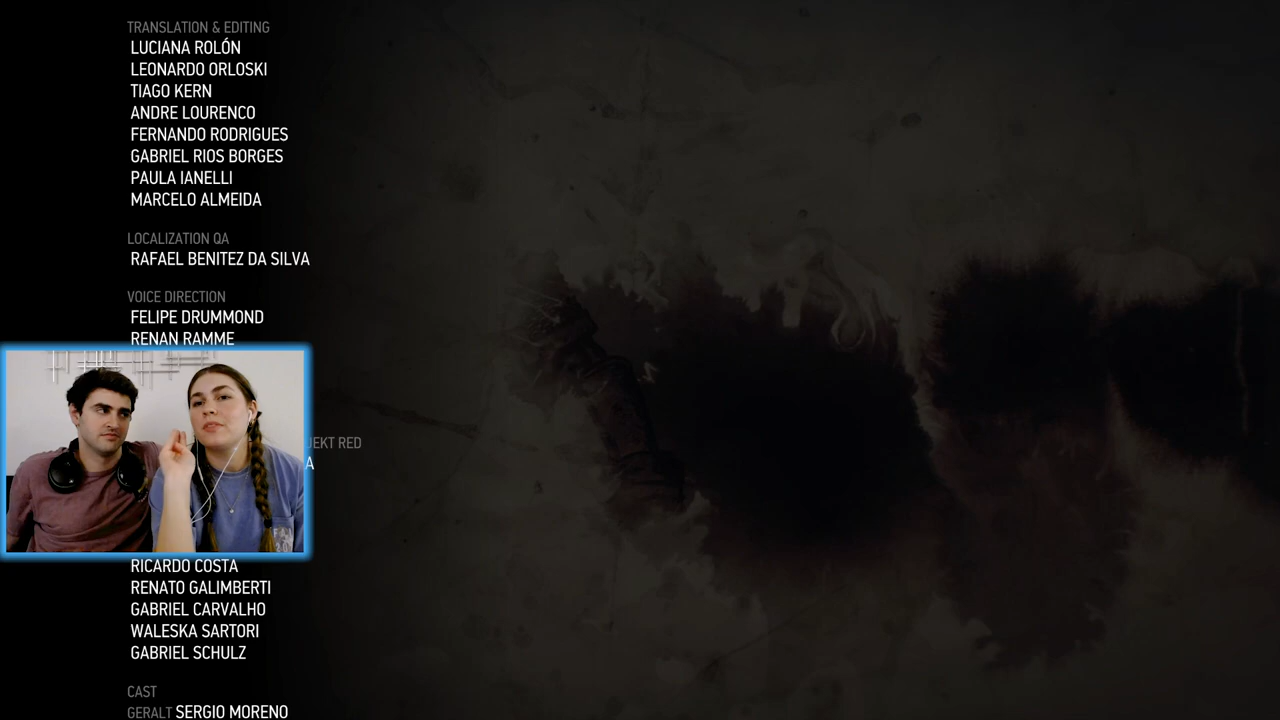 TRANSLATION & EDITING
LUCIANA ROLÓN
LEONARDO ORLOSKI
TIAGO KERN
ANDRE LOURENCO
FERNANDO RODRIGUES
GABRIEL RIOS BORGES
PAULA IANELLI
MARCELO ALMEIDA
LOCALIZATION QA
RAFAEL BENITEZ DA SILVA
VOICE DIRECTION
FELIPE DRUMMOND
RENAN RAMME
RED
RICARDO COSTA
RENATO GALIMBERTI
GABRIEL CARVALHO
WALESKA SARTORI
GABRIEL SCHULZ
CAST
GERALT SERGIO MORENO